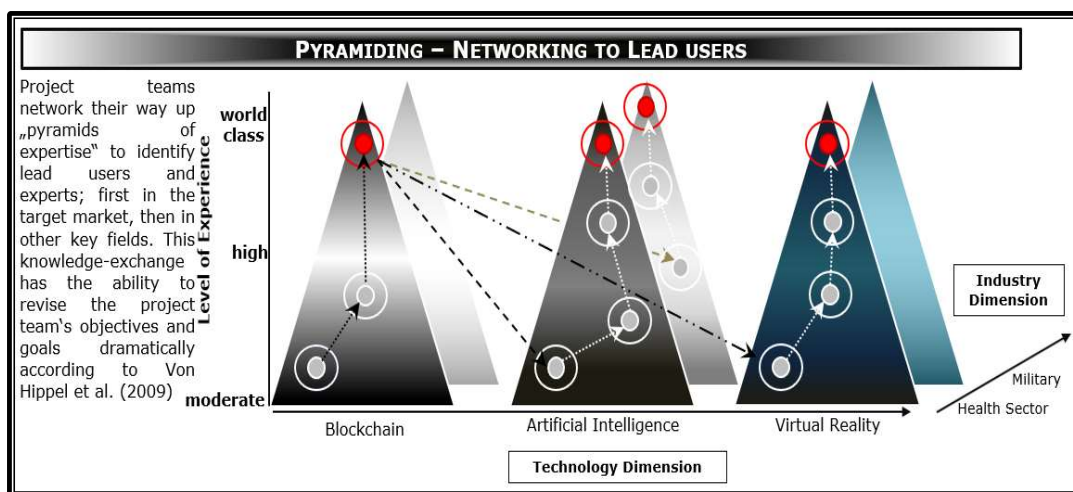 PYRAMIDING – NETWORKING TO LEAD USERS
Project teams
network their way up
„pyramids of
expertise“ to identify
lead users and
experts; first in the
target market, then in
other key fields. This
knowledge-exchange
has the ability to
revise the project
team‘s objectives and
goals dramatically
according to Von
Hippel et al. (2009)
Level of Experience
world
class
high
moderate
Blockchain
Artificial Intelligence
Virtual Reality
Technology Dimension
Industry
Dimension
Military
Health Sector